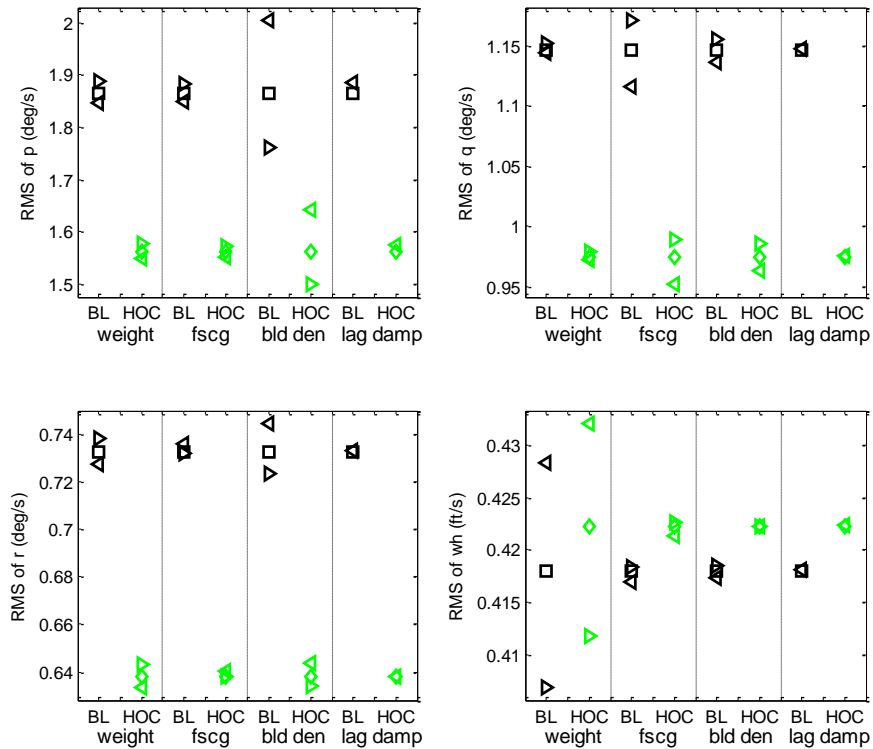 2
1.9
1.8
1.7
1.6
1.5
RMS of p (deg/s)
BL HOC BL HOC BL HOC BL HOC
weight fscg bld den lag damp
1.15
1.1
1.05
1
0.95
RMS of q (deg/s)
BL HOC BL HOC BL HOC BL HOC
weight fscg bld den lag damp
0.74
0.72
0.7
0.68
0.66
0.64
RMS of r (deg/s)
BL HOC BL HOC BL HOC BL HOC
weight fscg bld den lag damp
0.43
0.425
0.42
0.415
0.41
RMS of wh (ft/s)
BL HOC BL HOC BL HOC BL HOC
weight fscg bld den lag damp